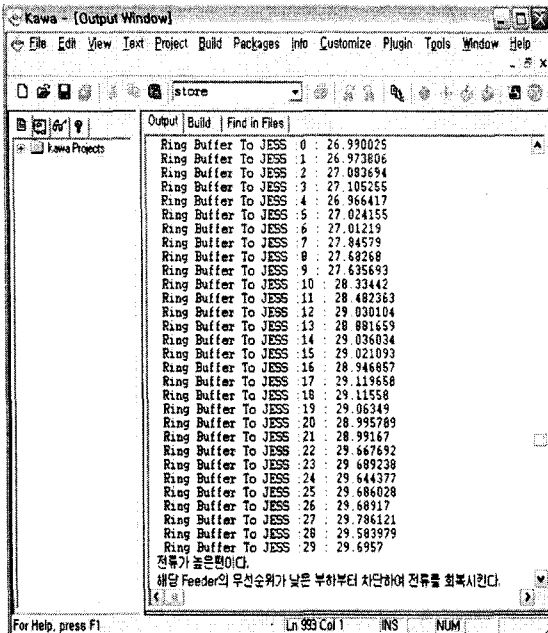 Kawa - [Output Window]
File Edit View Text Project Build Packages Info Customize Plugin Tools Window Help
store
Output Build Find in Files
Kawa Projects
Ring Buffer To JESS :0 : 26.990025
Ring Buffer To JESS :1 : 26.973806
Ring Buffer To JESS :2 : 27.083694
Ring Buffer To JESS :3 : 27.105255
Ring Buffer To JESS :4 : 26.966417
Ring Buffer To JESS :5 : 27.024155
Ring Buffer To JESS :6 : 27.01219
Ring Buffer To JESS :7 : 27.84579
Ring Buffer To JESS :8 : 27.68268
Ring Buffer To JESS :9 : 27.635693
Ring Buffer To JESS :10 : 28.33442
Ring Buffer To JESS :11 : 28.482363
Ring Buffer To JESS :12 : 29.030104
Ring Buffer To JESS :13 : 28.881659
Ring Buffer To JESS :14 : 29.036034
Ring Buffer To JESS :15 : 29.021093
Ring Buffer To JESS :16 : 28.946857
Ring Buffer To JESS :17 : 29.119658
Ring Buffer To JESS :18 : 29.11558
Ring Buffer To JESS :19 : 29.06349
Ring Buffer To JESS :20 : 28.995789
Ring Buffer To JESS :21 : 28.99167
Ring Buffer To JESS :22 : 29.667692
Ring Buffer To JESS :23 : 29.689238
Ring Buffer To JESS :24 : 29.644377
Ring Buffer To JESS :25 : 29.686028
Ring Buffer To JESS :26 : 29.68917
Ring Buffer To JESS :27 : 29.786121
Ring Buffer To JESS :28 : 29.583979
Ring Buffer To JESS :29 : 29.6957
전류가 높은편이다.
해당 Feeder의 우선순위가 낮은 부하부터 차단하여 전류를 회복시킨다.
For Help, press F1
Ln 993 Col 1 INS NUM